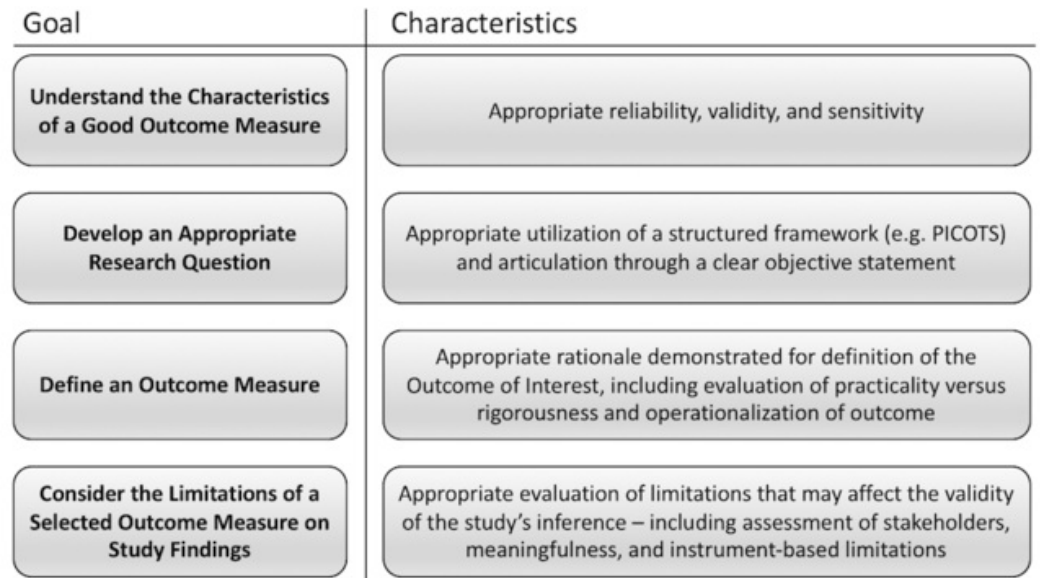 Goal
Characteristics
Understand the Characteristics
of a Good Outcome Measure
Appropriate reliability, validity, and sensitivity
Develop an Appropriate
Research Question
Appropriate utilization of a structured framework (e.g. PICOTS)
and articulation through a clear objective statement
Define an Outcome Measure
Appropriate rationale demonstrated for definition of the
Outcome of Interest, including evaluation of practicality versus
rigorousness and operationalization of outcome
Consider the Limitations of a
Selected Outcome Measure on
Study Findings
Appropriate evaluation of limitations that may affect the validity
of the study's inference – including assessment of stakeholders,
meaningfulness, and instrument-based limitations